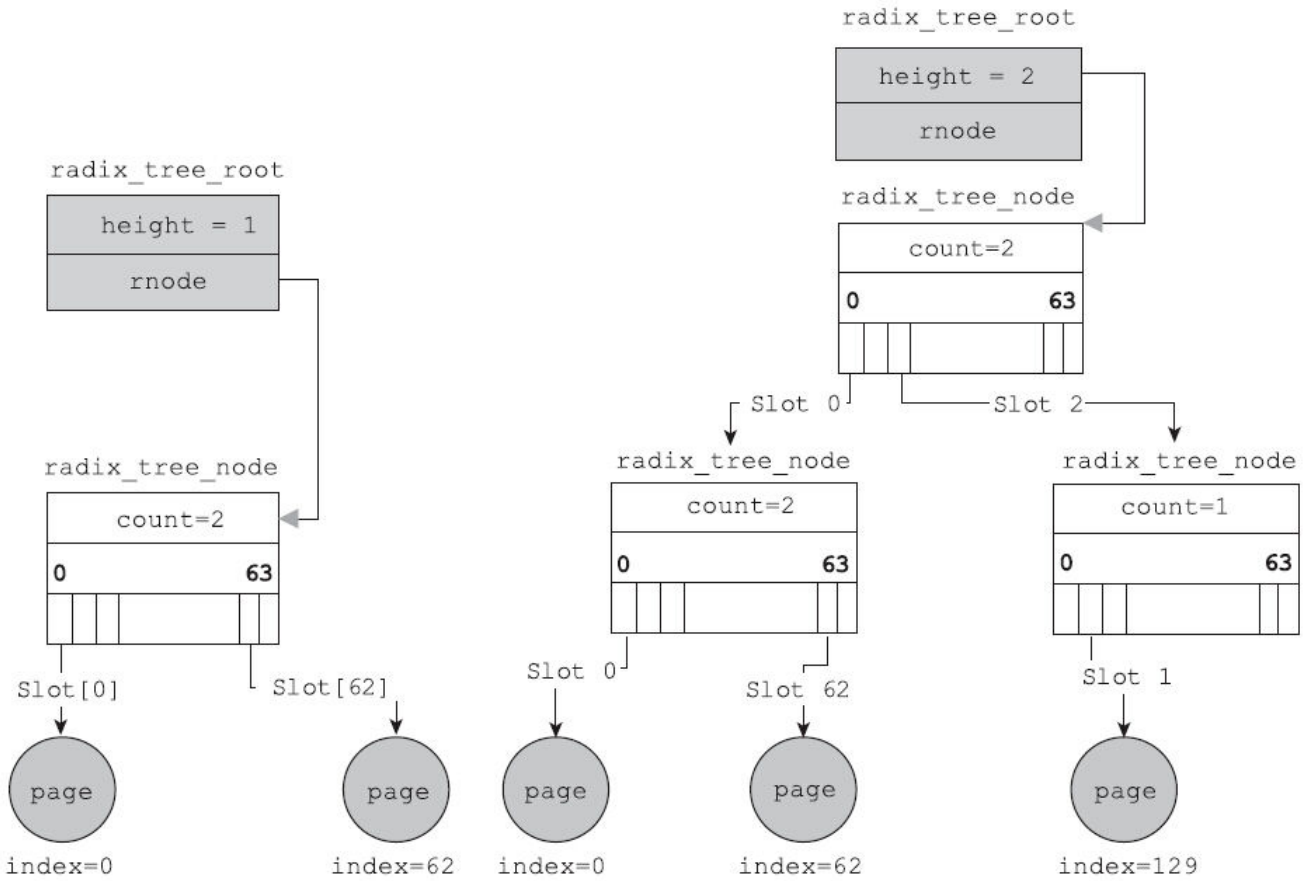 radix_tree_root
height = 1
rnode
radix_tree_node
count=2
0 63
Slot[0]
Slot[62]
page
page
index=0
index=62
radix_tree_root
height = 2
rnode
radix_tree_node
count=2
0 63
Slot 0
Slot 2
radix_tree_node
count=2
0 63
Slot 0
Slot 62
page
page
index=0
index=62
radix_tree_node
count=1
0 63
Slot 1
page
index=129